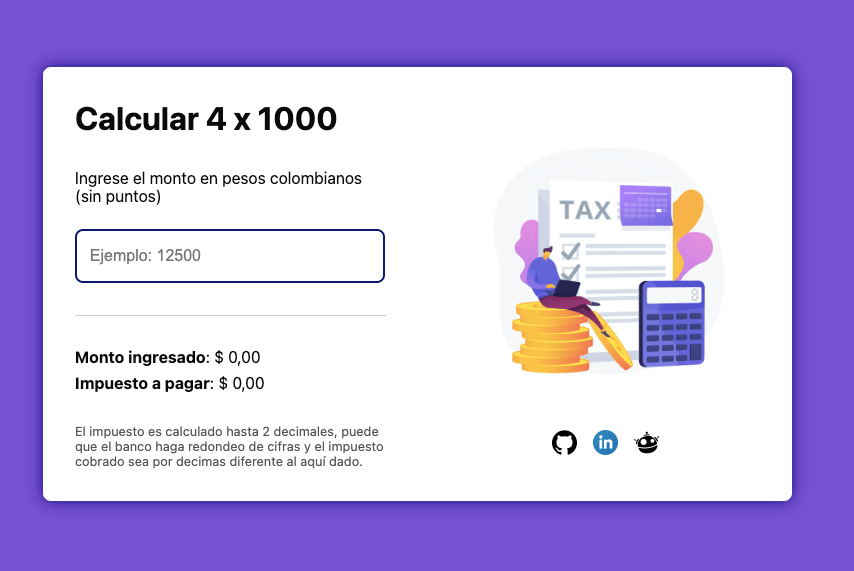 Calcular 4 x 1000
Ingrese el monto en pesos colombianos
(sin puntos)
Ejemplo: 12500
Monto ingresado: $ 0,00
Impuesto a pagar: $ 0,00
El impuesto es calculado hasta 2 decimales, puede
que el banco haga redondeo de cifras y el impuesto
cobrado sea por decimas diferente al aquí dado.
TAX
in